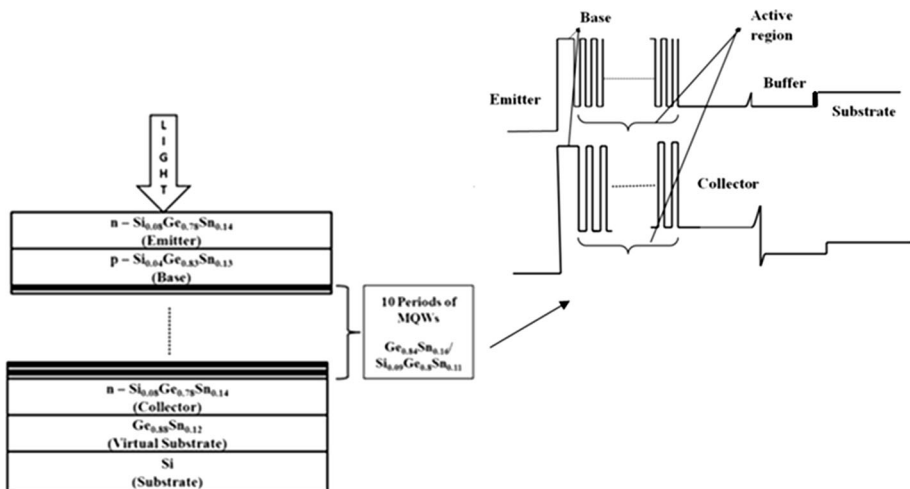 LIGHT
n – Si0.08Ge0.78Sn0.14
(Emitter)
p – Si0.04Ge0.83Sn0.13
(Base)
10 Periods of
MQWs
Ge0.84Sn0.16/
Si0.09Ge0.8Sn0.11
n – Si0.08Ge0.78Sn0.14
(Collector)
Ge0.88Sn0.12
(Virtual Substrate)
Si
(Substrate)
Base
Active
region
Emitter
Buffer
Substrate
Collector